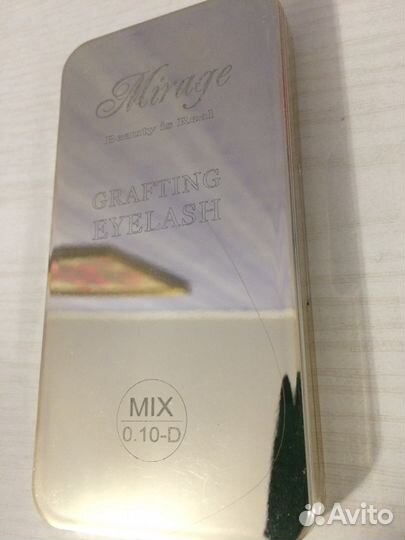 Mirage
Beauty is Real
GRAFTING
EYELASH
MIX
0.10-D
Avito